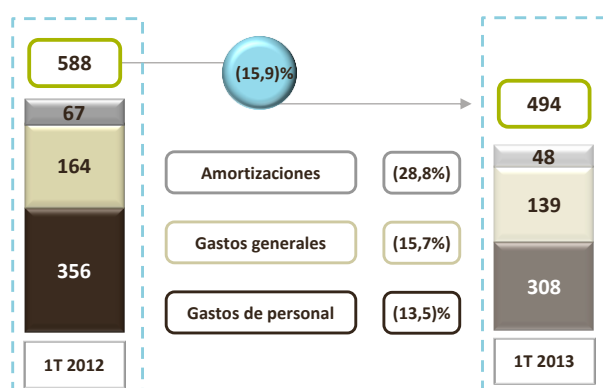 588
(15,9)%
494
67
48
164
Amortizaciones
(28,8%)
139
Gastos generales
(15,7%)
356
308
Gastos de personal
(13,5)%
1T 2012
1T 2013